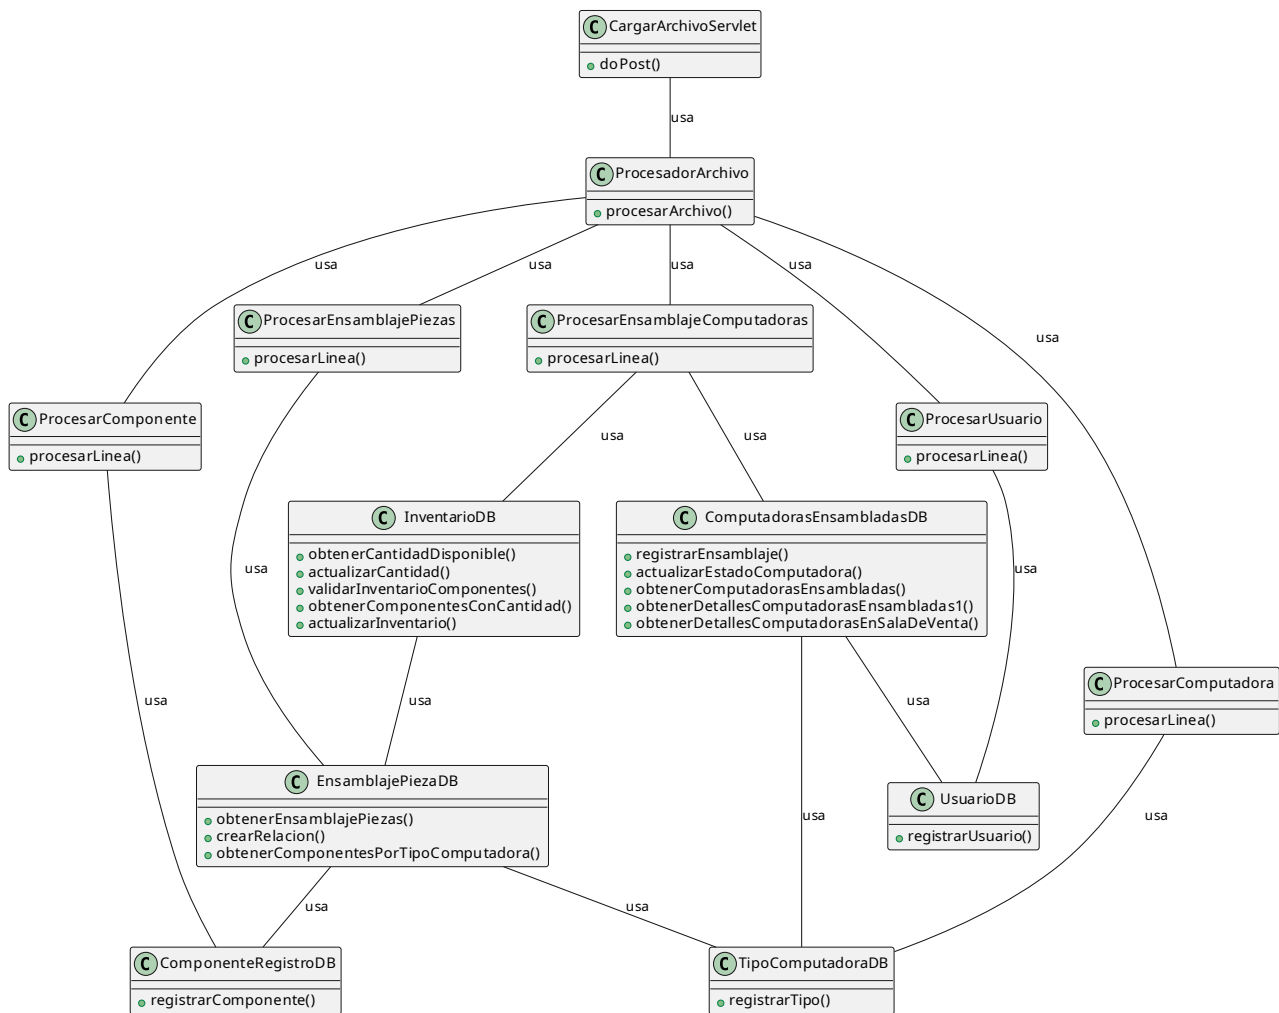 C CargarArchivoServlet
doPost()
usa
C ProcesadorArchivo
procesarArchivo()
usa
usa
usa
usa
usa
C ProcesarEnsamblajePiezas
procesarLinea()
C ProcesarEnsamblajeComputadoras
procesarLinea()
C ProcesarComponente
procesarLinea()
C ProcesarUsuario
procesarLinea()
usa
usa
C InventarioDB
obtenerCantidadDisponible()
actualizarCantidad()
validarInventarioComponentes()
obtenerComponentesConCantidad()
actualizarInventario()
C ComputadorasEnsambladasDB
registrarEnsamblaje()
actualizarEstadoComputadora()
obtenerComputadorasEnsambladas()
obtenerDetallesComputadorasEnsambladas1()
obtenerDetallesComputadorasEnSalaDeVenta()
usa
usa
C ProcesarComputadora
procesarLinea()
usa
usa
usa
C EnsamblajePiezaDB
obtenerEnsamblajePiezas()
crearRelacion()
obtenerComponentesPorTipoComputadora()
C UsuarioDB
registrarUsuario()
usa
usa
usa
usa
C ComponenteRegistroDB
registrarComponente()
C TipoComputadoraDB
registrarTipo()